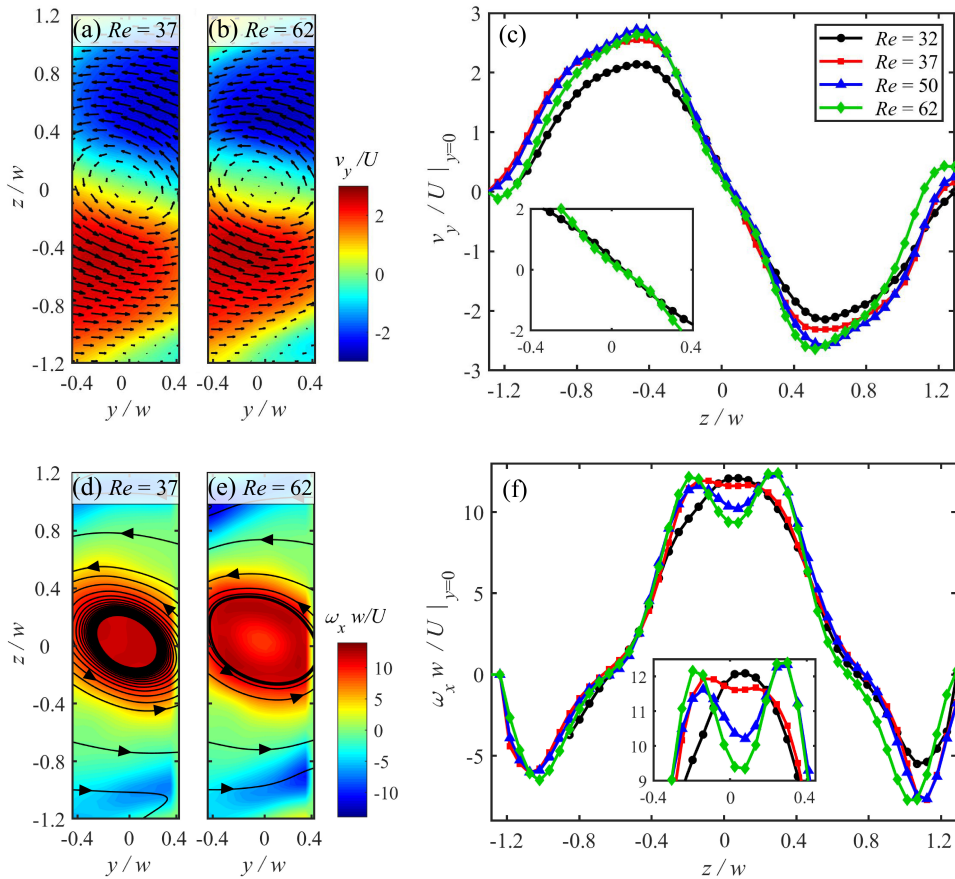 (a) Re = 37
(b) Re = 62
1.2
0.8
0.4
0
-0.4
-0.8
-1.2
z / w
-0.4 0 0.4
-0.4 0 0.4
y / w
y / w
v_y /U
2
0
-2
(c)
Re = 32
Re = 37
Re = 50
Re = 62
3
2
1
0
-1
-2
-3
v_y / U |_y=0
2
0
-2
-0.4 0 0.4
-1.2 -0.8 -0.4 0 0.4 0.8 1.2
z / w
(d) Re = 37
(e) Re = 62
1.2
0.8
0.4
0
-0.4
-0.8
-1.2
z / w
-0.4 0 0.4
-0.4 0 0.4
y / w
y / w
ω_x w/U
10
5
0
-5
-10
(f)
10
5
0
-5
ω_x w / U |_y=0
12
11
10
9
-0.4 0 0.4
-1.2 -0.8 -0.4 0 0.4 0.8 1.2
z / w